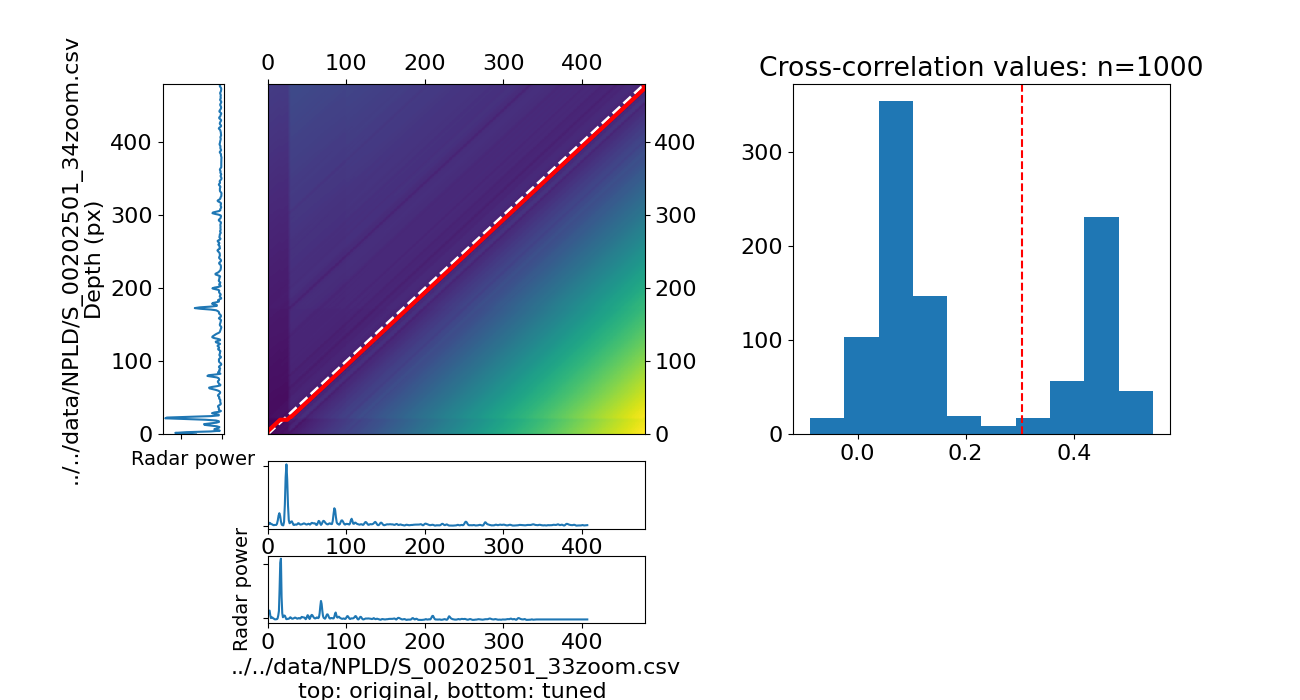 ../../data/NPLD/S_00202501_34zoom.csv
Depth (px)
0 100 200 300 400
400
300
200
100
0
400
300
200
100
0
Radar power
Cross-correlation values: n=1000
300
200
100
0
0.0 0.2 0.4
0 100 200 300 400
Radar power
0 100 200 300 400
../../data/NPLD/S_00202501_33zoom.csv
top: original, bottom: tuned